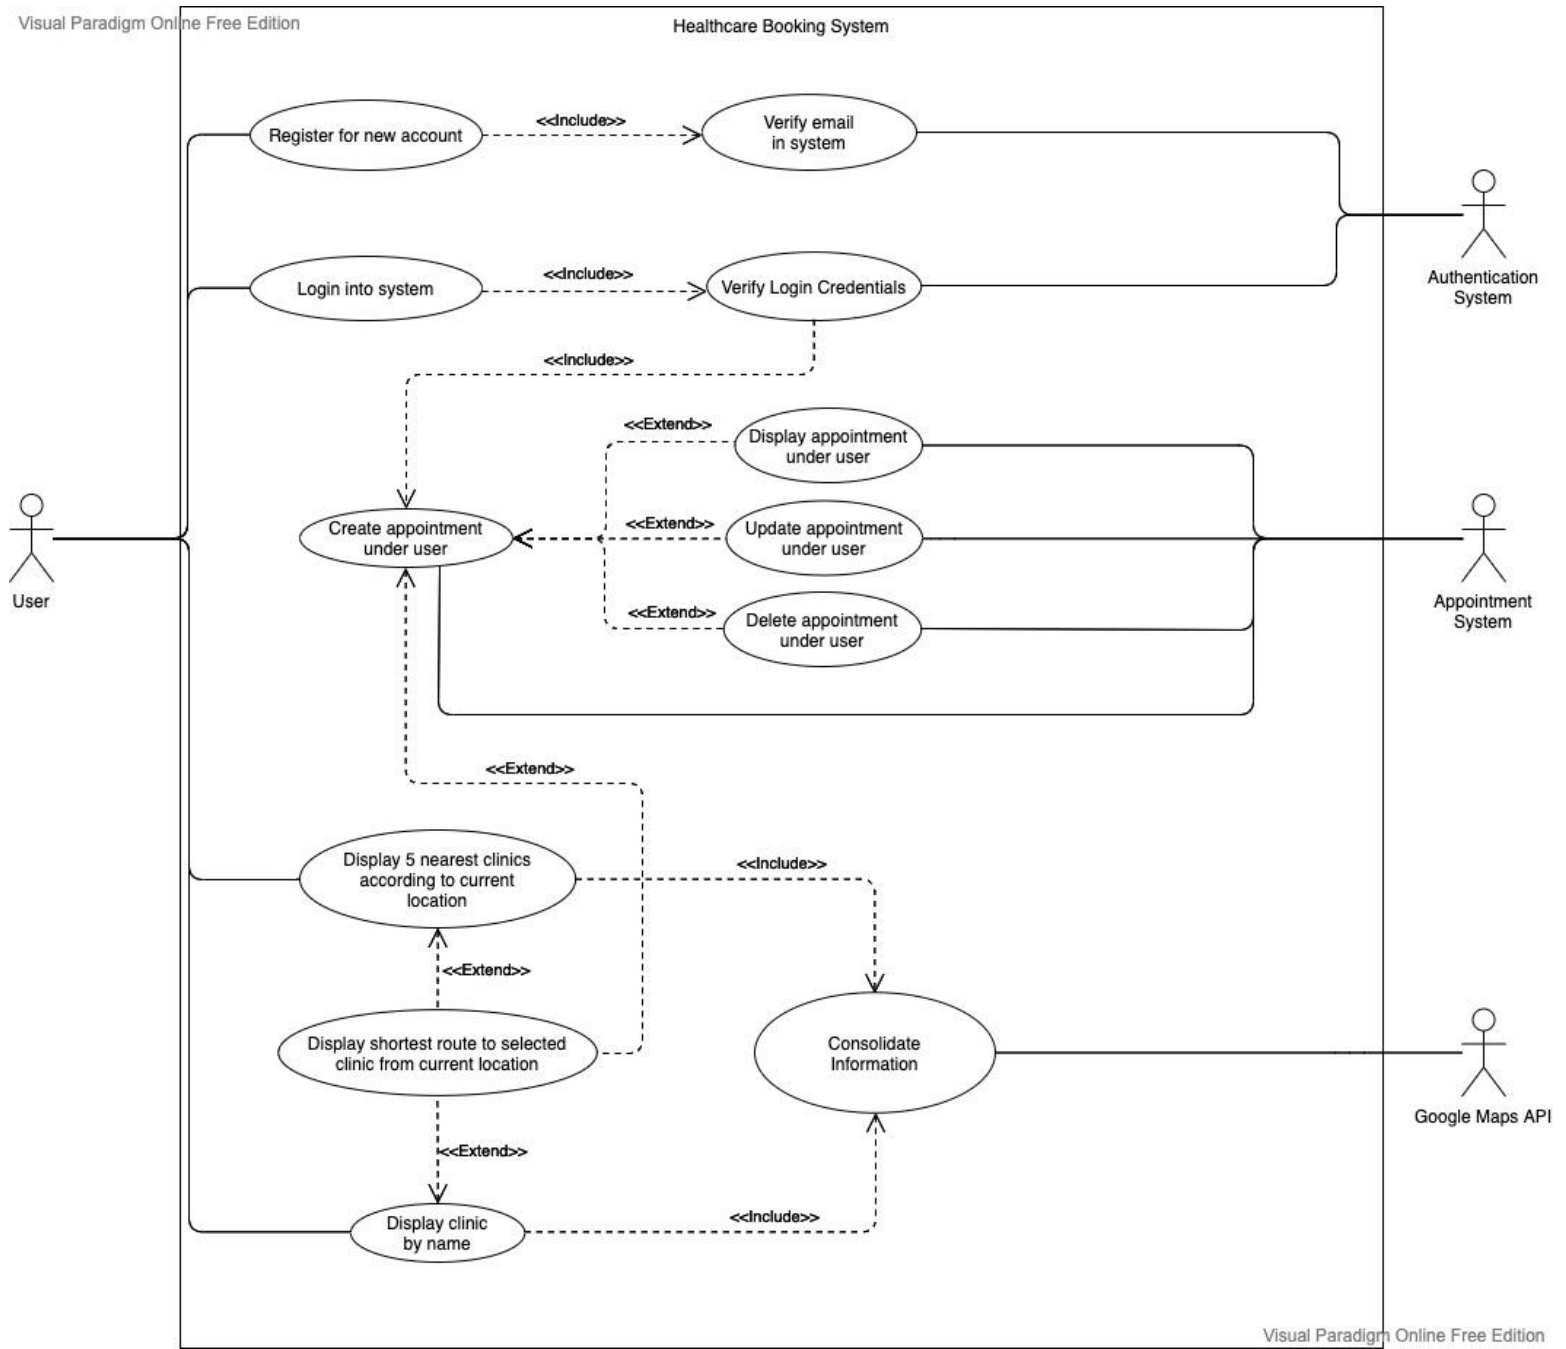 Visual Paradigm Online Free Edition
Healthcare Booking System
Register for new account
<<Include>>
Verify email
in system
Authentication
System
Login into system
<<Include>>
Verify Login Credentials
<<Include>>
<<Extend>>
Display appointment
under user
User
Create appointment
under user
<<Extend>>
Update appointment
under user
Appointment
System
<<Extend>>
Delete appointment
under user
<<Extend>>
Display 5 nearest clinics
according to current
location
<<Include>>
<<Extend>>
Display shortest route to selected
clinic from current location
Consolidate
Information
Google Maps API
<<Extend>>
Display clinic
by name
<<Include>>
Visual Paradigm Online Free Edition